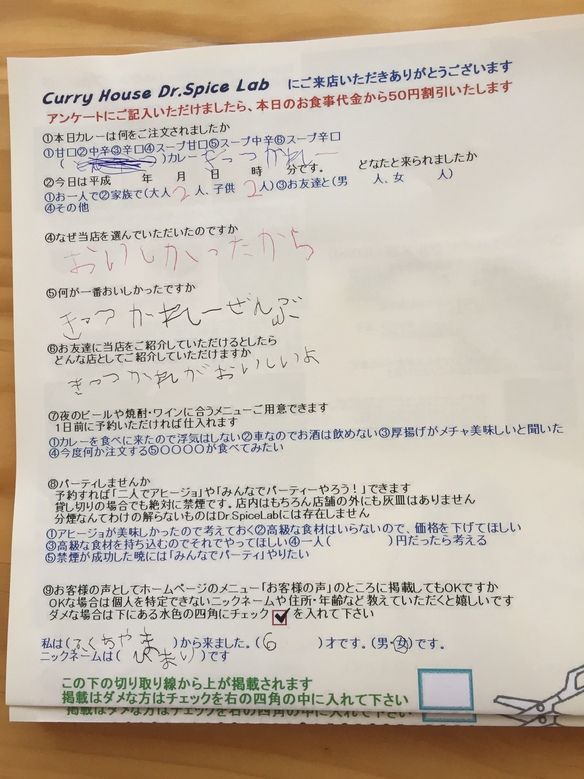 Curry House Dr.Spice Lab にご来店いただきありがとうございます
アンケートにご記入いただけましたら、本日のお食事代金から50円割引いたします
①本日カレーは何をご注文されましたか
①甘口②中辛③辛口④スープ甘口⑤スープ中辛⑥スープ辛口
( )カレー きっつ かれー
②今日は平成 年 月 日 時 分です。 どなたと来られましたか
①お一人で②家族で(大人 2 人、子供 2 人)③お友達と(男 人、女 人)
④その他
④なぜ当店を選んでいただいたのですか
おいしかったから
⑤何が一番おいしかったですか
きっつ かれーぜんぶ
⑥お友達に当店をご紹介していただけるとしたら
どんな店としてご紹介していただけますか
きっつ かれがおいしいよ
⑦夜のビールや焼酎・ワインに合うメニューご用意できます
1日前に予約いただければ仕入れます
①カレーを食べに来たので浮気はしない②車なのでお酒は飲めない③厚揚げがメチャ美味しいと聞いた
④今度何か注文する⑤○○○○が食べてみたい
⑧パーティしませんか
予約すれば「二人でアヒージョ」や「みんなでパーティーやろう!」できます
貸し切りの場合でも絶対に禁煙です。店内はもちろん店舗の外にも灰皿はありません
分煙なんてわけの解らないものはDr.SpiceLabには存在しません
①アヒージョが美味しかったので考えておく②高級な食材はいらないので、価格を下げてほしい
③高級な食材を持ち込むのでそれでやってほしい④一人( )円だったら考える
⑤禁煙が成功した暁には「みんなでパーティ」やりたい
⑨お客様の声としてホームページのメニュー「お客様の声」のところに掲載してもOKですか
OKな場合は個人を特定できないニックネームや住所・年齢など教えていただくと嬉しいです
ダメな場合は下にある水色の四角にチェック を入れて下さい
私は(ふくちやま)から来ました。(6 )才です。(男・女)です。
ニックネームは( )です
この下の切り取り線から上が掲載されます
掲載はダメな方はチェックを右の四角の中に入れて下さい
掲載はダメな方はチェックを右の四角の中に入れて下さい